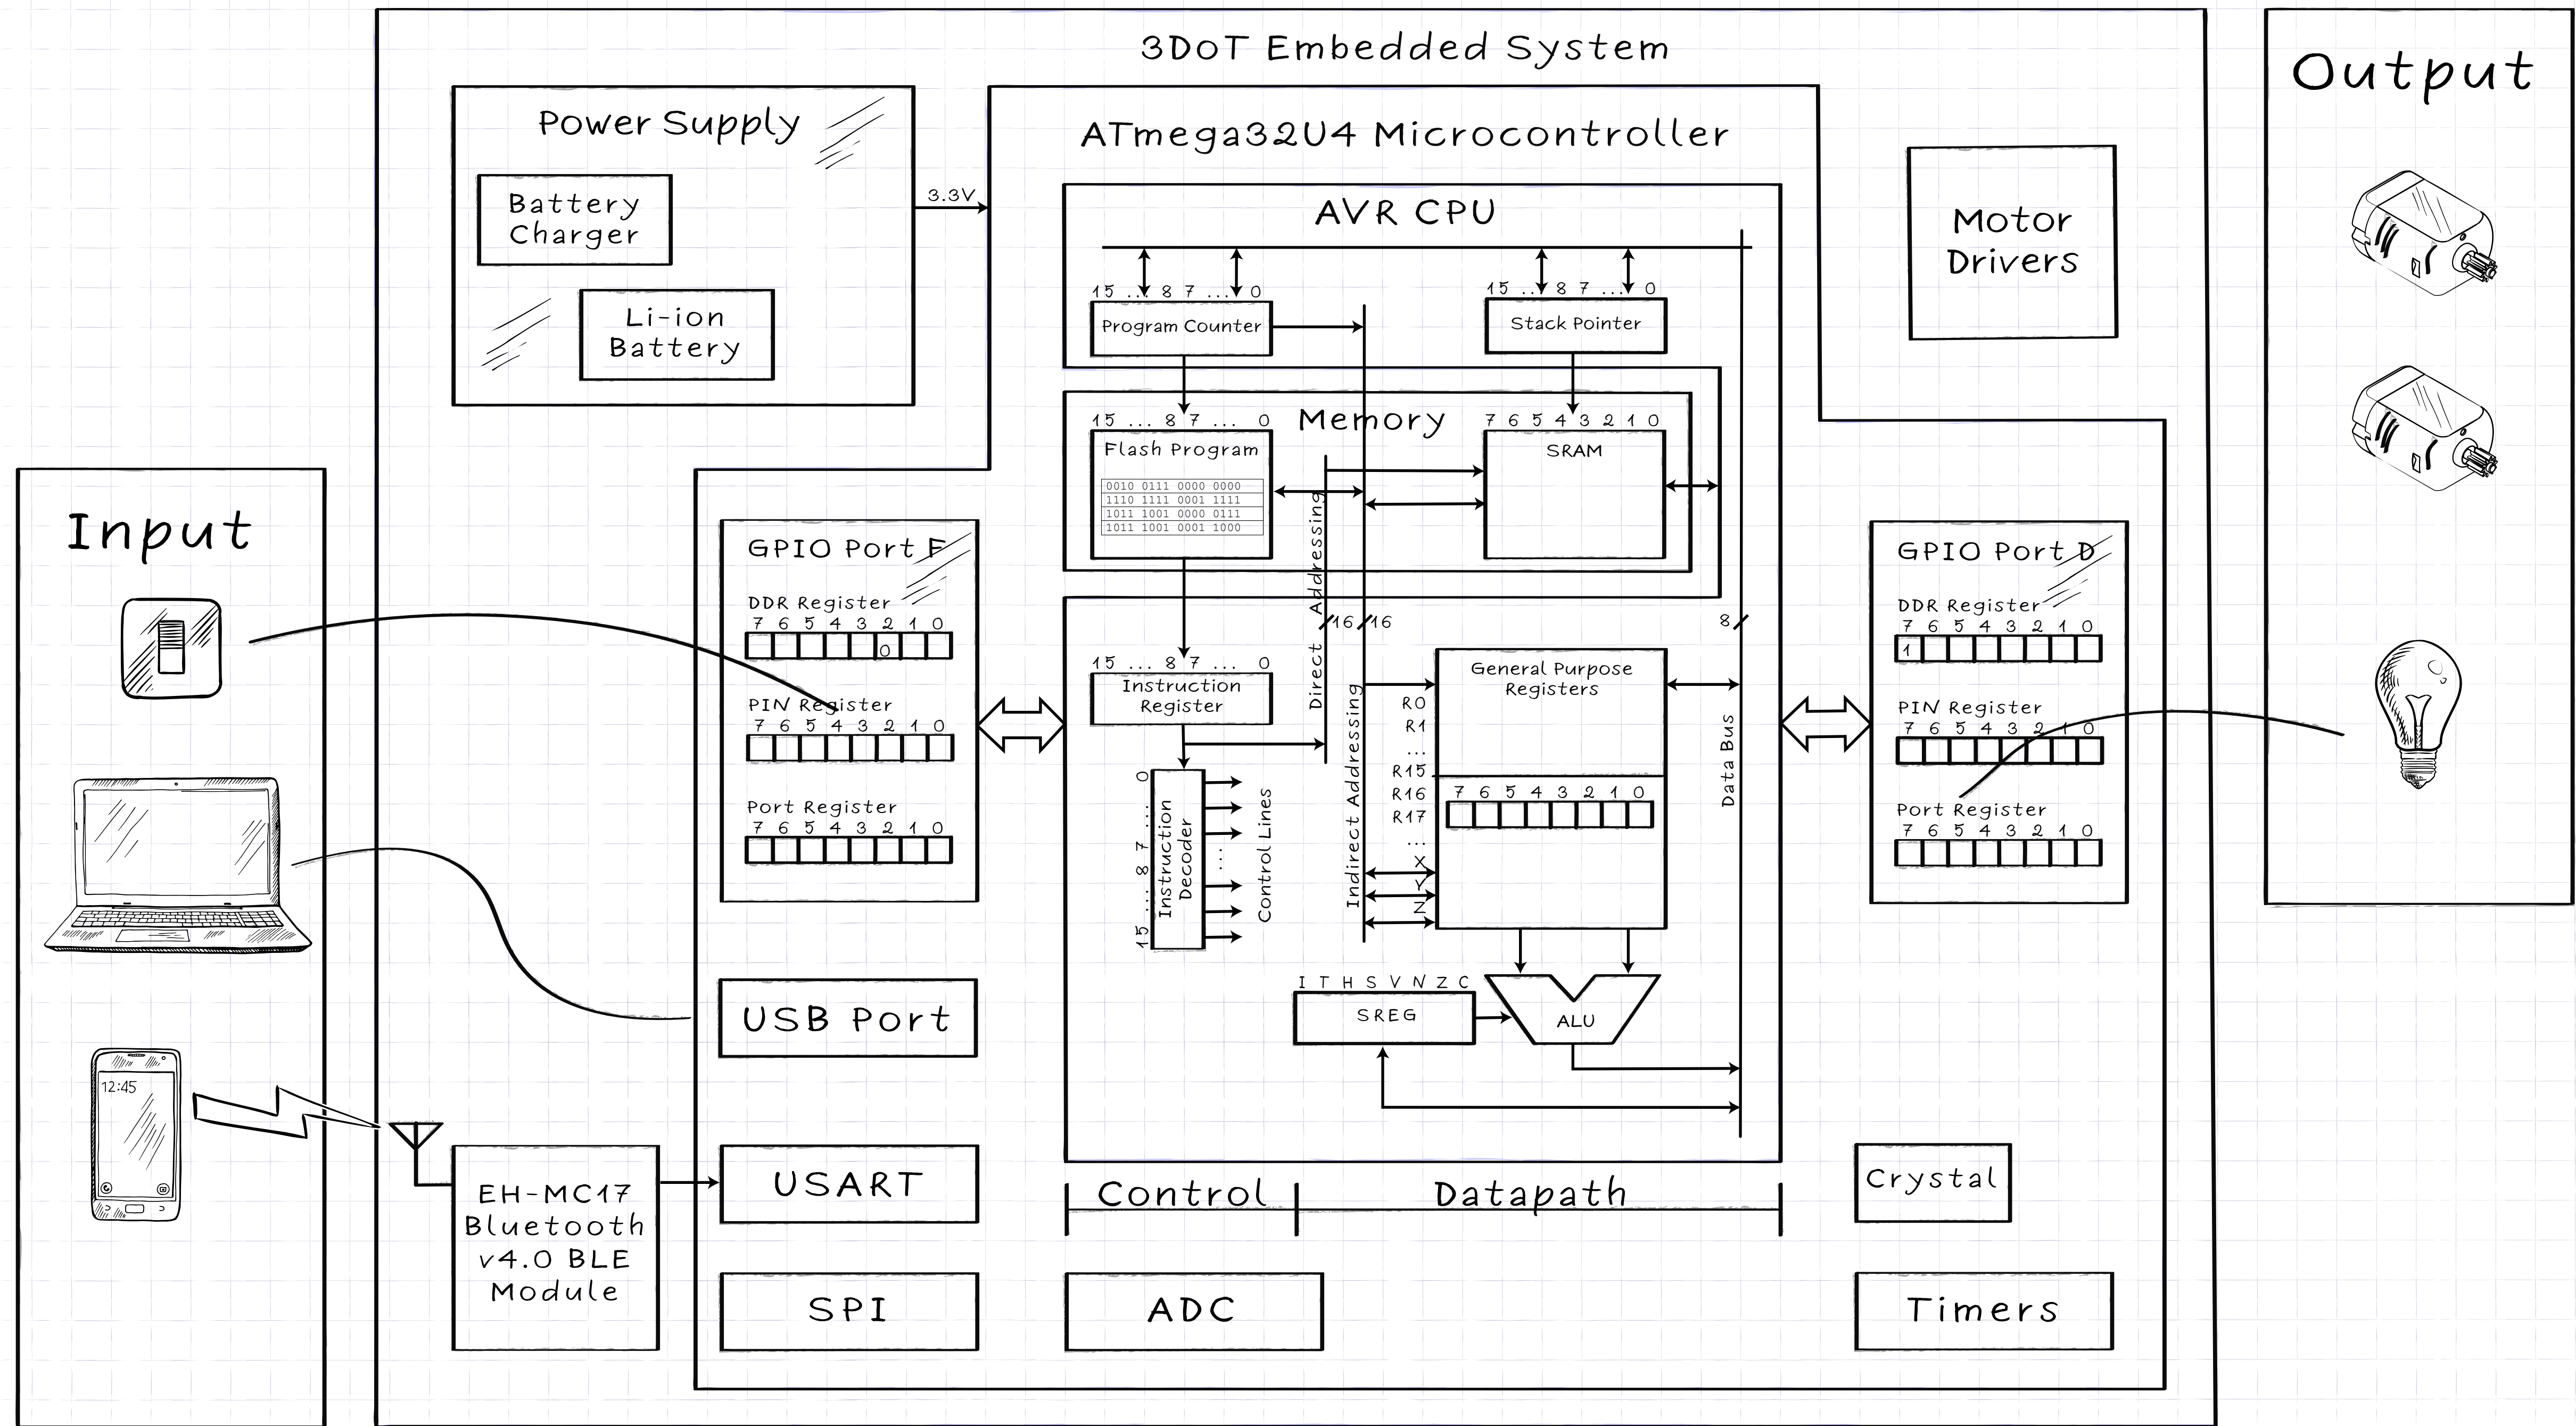 3DoT Embedded System
Output
Power Supply
ATmega32U4 Microcontroller
Battery
Charger
3.3V
AVR CPU
Motor
Drivers
Li-ion
Battery
15 ... 8 7 ... 0
Program Counter
15 ... 8 7 ... 0
Stack Pointer
Memory
15 ... 8 7 ... 0
Flash Program
0010 0111 0000 0000
1110 1111 0001 1111
1011 1001 0000 0111
1011 1001 0001 1000
7 6 5 4 3 2 1 0
SRAM
Input
GPIO Port F
DDR Register
7 6 5 4 3 2 1 0
0
PIN Register
7 6 5 4 3 2 1 0
Port Register
7 6 5 4 3 2 1 0
Direct Addressing
16
16
8
15 ... 8 7 ... 0
Instruction
Register
General Purpose
Registers
R0
R1
...
R15
R16
R17
...
X
Y
Z
7 6 5 4 3 2 1 0
Indirect Addressing
Data Bus
15 ... 8 7 ... 0
Instruction
Decoder
...
Control Lines
I T H S V N Z C
SREG
ALU
GPIO Port D
DDR Register
7 6 5 4 3 2 1 0
1
PIN Register
7 6 5 4 3 2 1 0
Port Register
7 6 5 4 3 2 1 0
USB Port
12:45
EH-MC17
Bluetooth
v4.0 BLE
Module
USART
Control
Datapath
Crystal
SPI
ADC
Timers